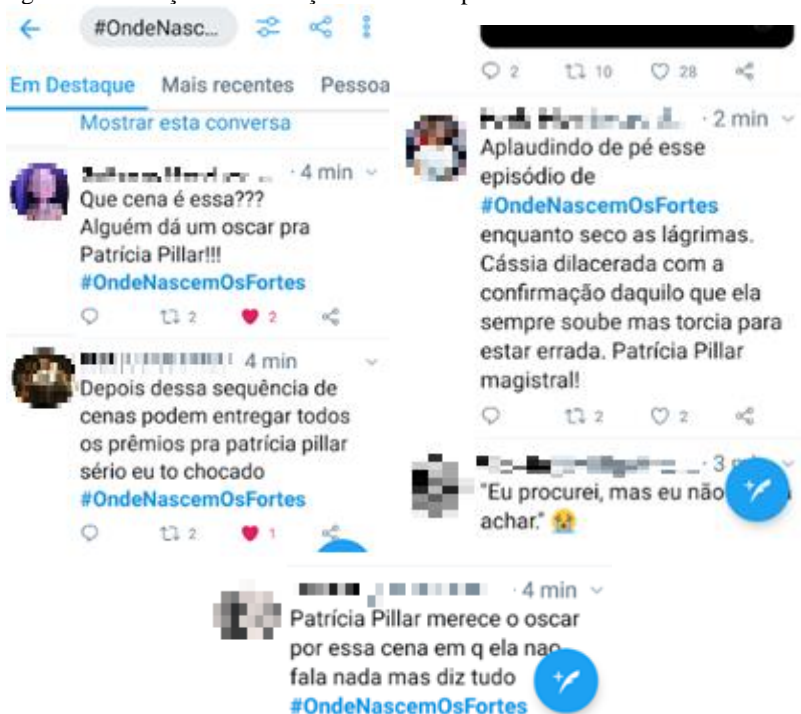 #OndeNasc...
Em Destaque Mais recentes Pessoa
Mostrar esta conversa
· 4 min
Que cena é essa???
Alguém dá um oscar pra
Patrícia Pillar!!!
#OndeNascemOsFortes
2 2
4 min
Depois dessa sequência de
cenas podem entregar todos
os prêmios pra patrícia pillar
sério eu to chocado
#OndeNascemOsFortes
2 1
2 10 28
· 2 min
Aplaudindo de pé esse
episódio de
#OndeNascemOsFortes
enquanto seco as lágrimas.
Cássia dilacerada com a
confirmação daquilo que ela
sempre soube mas torcia para
estar errada. Patrícia Pillar
magistral!
2 2
· 3
"Eu procurei, mas eu não
achar." 😭
· 4 min
Patrícia Pillar merece o oscar
por essa cena em q ela nao
fala nada mas diz tudo
#OndeNascemOsFortes